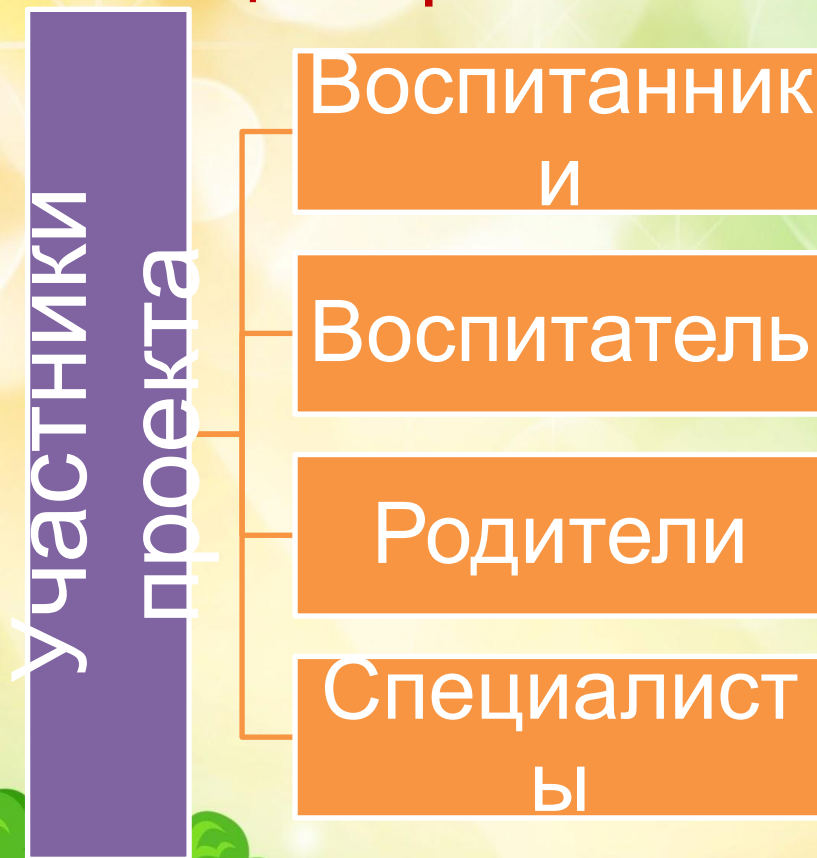 Участники
проекта
Воспитанник
и
Воспитатель
Родители
Специалист
ы